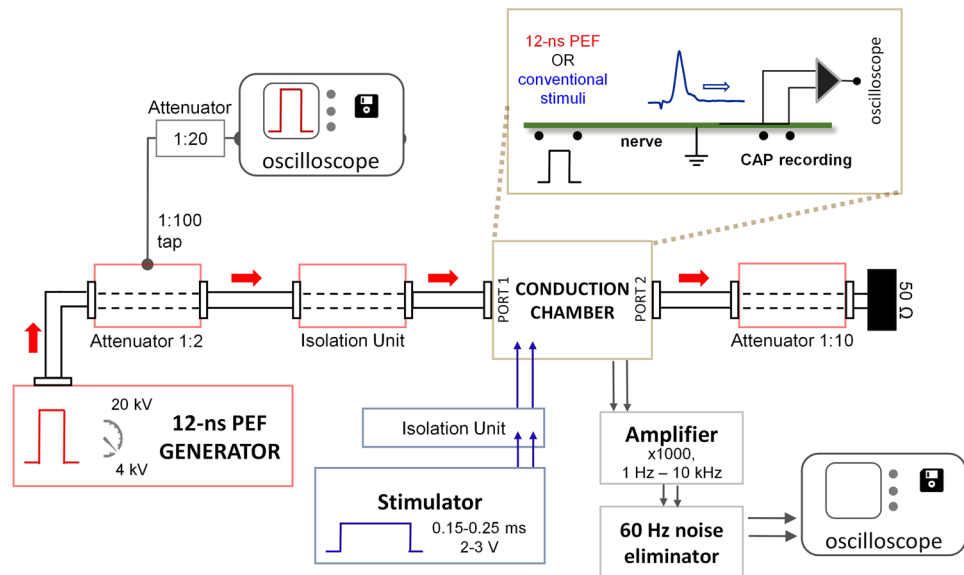 12-ns PEF
OR
conventional
stimuli
oscilloscope
nerve
CAP recording
Attenuator
1:20
oscilloscope
1:100
tap
Attenuator 1:2
Isolation Unit
PORT 1
CONDUCTION
CHAMBER
PORT 2
Attenuator 1:10
50 Ω
20 kV
12-ns PEF
GENERATOR
4 kV
Isolation Unit
Stimulator
0.15-0.25 ms
2-3 V
Amplifier
x1000,
1 Hz – 10 kHz
60 Hz noise
eliminator
oscilloscope